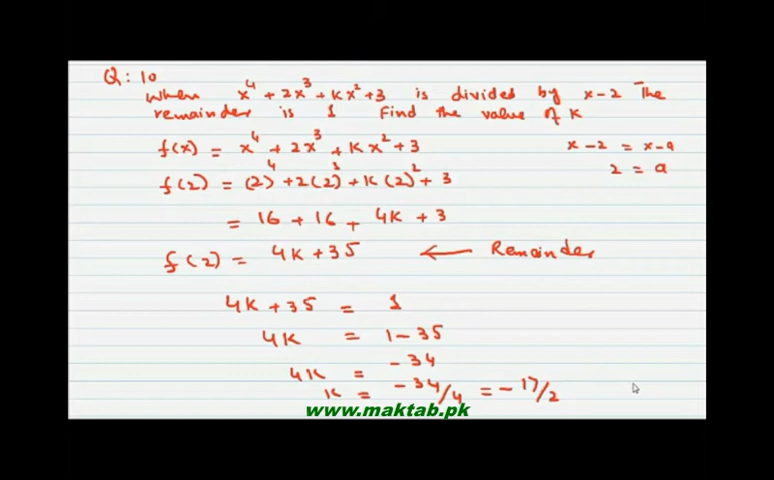 Q : 10
When x⁴ + 2x³ + Kx² + 3 is divided by x - 2 The
remainder is 1 Find the value of K
f(x) = x⁴ + 2x³ + Kx² + 3 x - 2 = x - a
f(2) = (2)⁴ + 2(2)³ + K(2)² + 3 2 = a
= 16 + 16 + 4K + 3
f(2) = 4K + 35 ← Remainder
4K + 35 = 1
4K = 1 - 35
4K = - 34
K = - 34/4 = - 17/2
www.maktab.pk